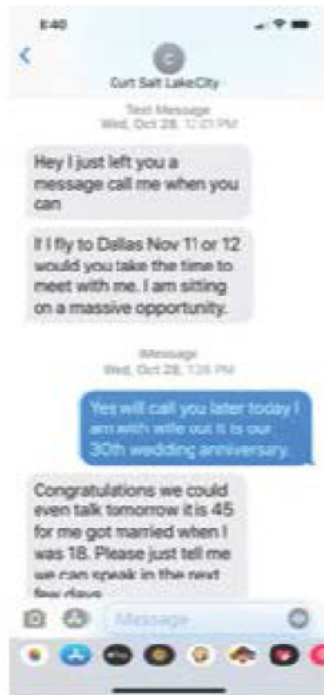 8:40
C
Curt Salt LakeCity
Text Message
Wed, Oct 28, 12:01 PM
Hey I just left you a
message call me when you
can
If I fly to Dallas Nov 11 or 12
would you take the time to
meet with me. I am sitting
on a massive opportunity.
iMessage
Wed, Oct 28, PM
Yes will call you later today I
am with wife out it is our
30th wedding anniversary.
Congratulations we could
even talk tomorrow it is 45
for me got married when I
was 18. Please just tell me
we can speak in the next
few days
Message